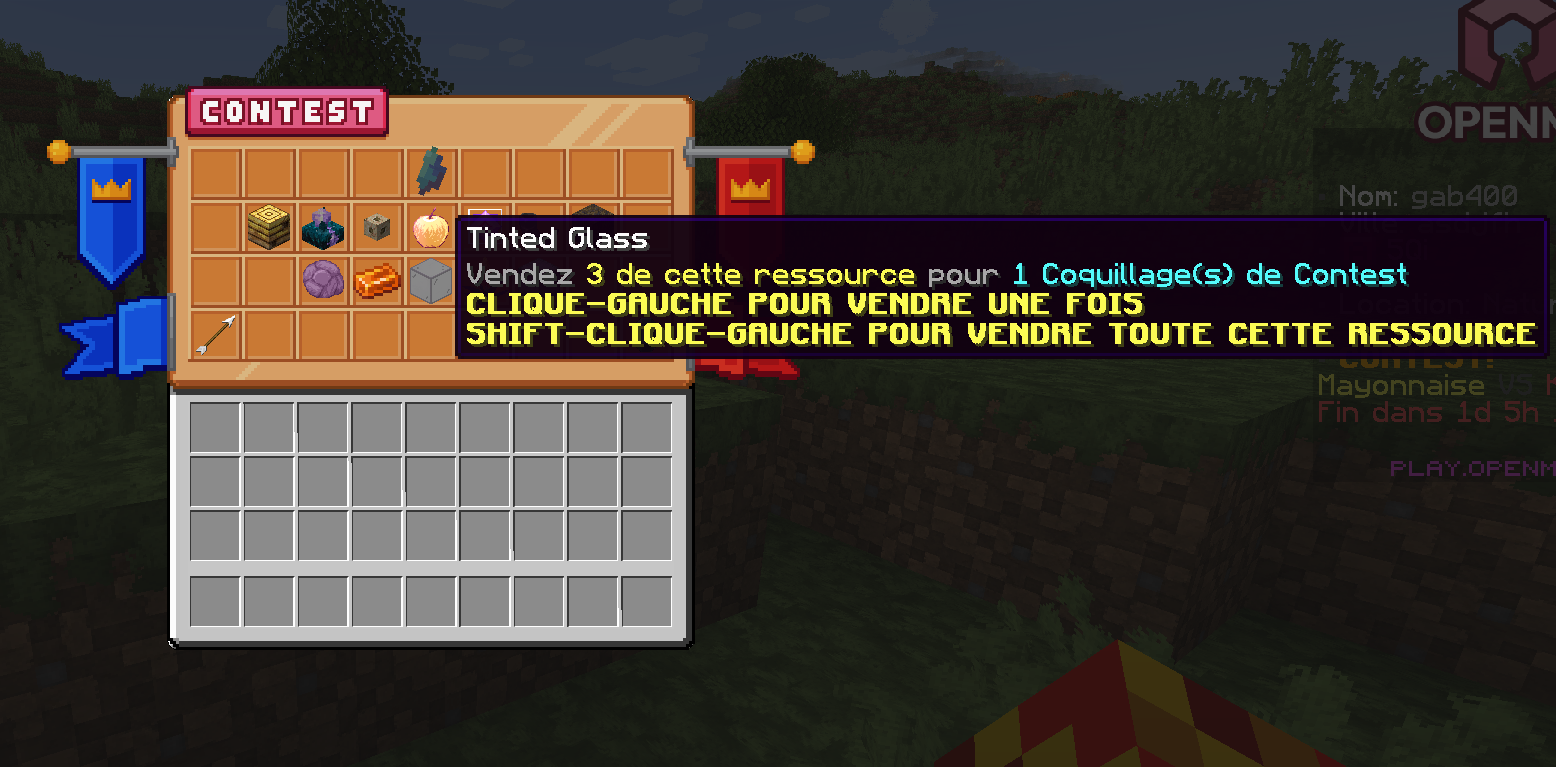 CONTEST
OPENM
Nom: gab400
Tinted Glass
Vendez 3 de cette ressource pour 1 Coquillage(s) de Contest
CLIQUE-GAUCHE POUR VENDRE UNE FOIS
SHIFT-CLIQUE-GAUCHE POUR VENDRE TOUTE CETTE RESSOURCE
CONTEST!
Mayonnaise VS
Fin dans 1d 5h
PLAY.OPENM